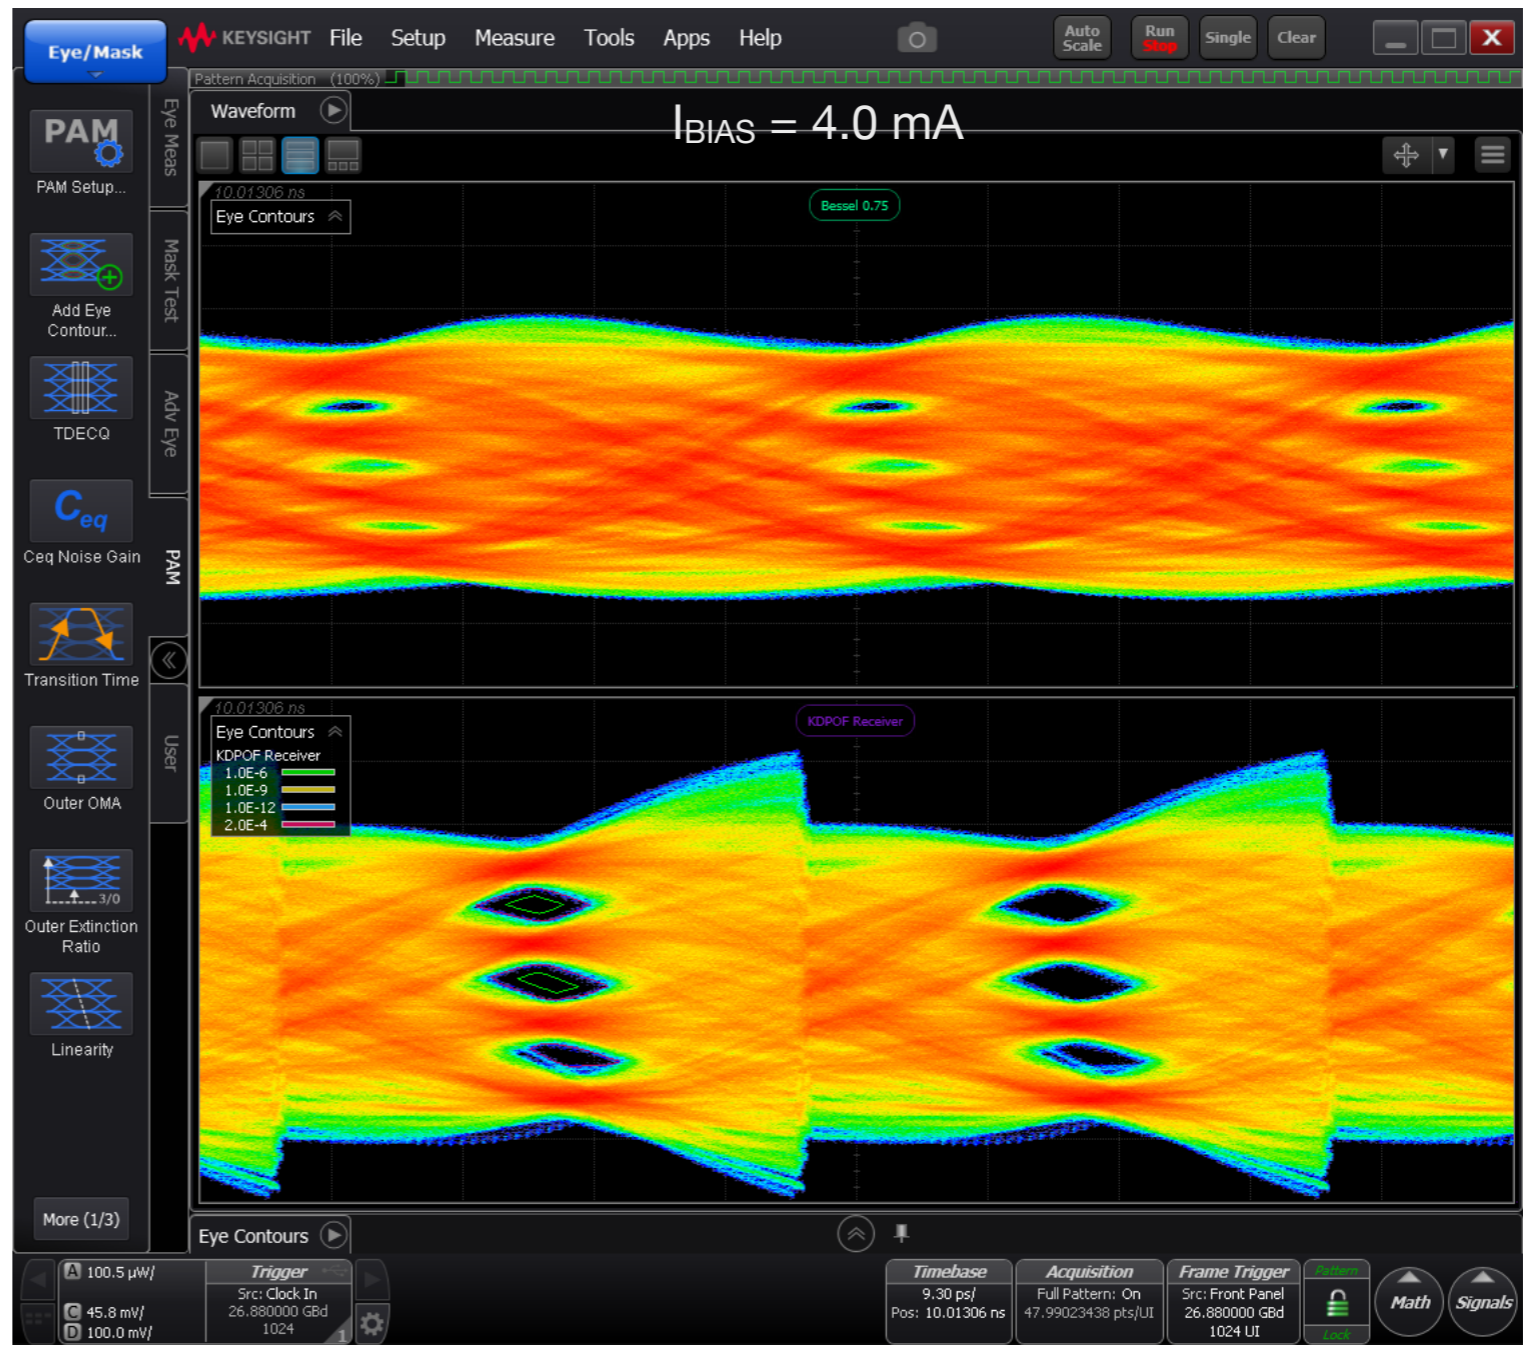 Eye/Mask
KEYSIGHT File Setup Measure Tools Apps Help
Auto Scale
Run Stop
Single
Clear
Pattern Acquisition (100%)
Waveform
I_BIAS = 4.0 mA
PAM
PAM Setup...
Add Eye
Contour...
TDECQ
Ceq
Ceq Noise Gain
Transition Time
Outer OMA
3/0
Outer Extinction
Ratio
Linearity
More (1/3)
Eye Meas
Mask Test
Adv Eye
PAM
User
10.01306 ns
Eye Contours
Bessel 0.75
10.01306 ns
Eye Contours
KDPOF Receiver
1.0E-6
1.0E-9
1.0E-12
2.0E-4
KDPOF Receiver
Eye Contours
A 100.5 µW/
C 45.8 mV/
D 100.0 mV/
Trigger
Src: Clock In
26.880000 GBd
1024
1
Timebase
9.30 ps/
Pos: 10.01306 ns
Acquisition
Full Pattern: On
47.99023438 pts/UI
Frame Trigger
Src: Front Panel
26.880000 GBd
1024 UI
Pattern
Lock
Math
Signals